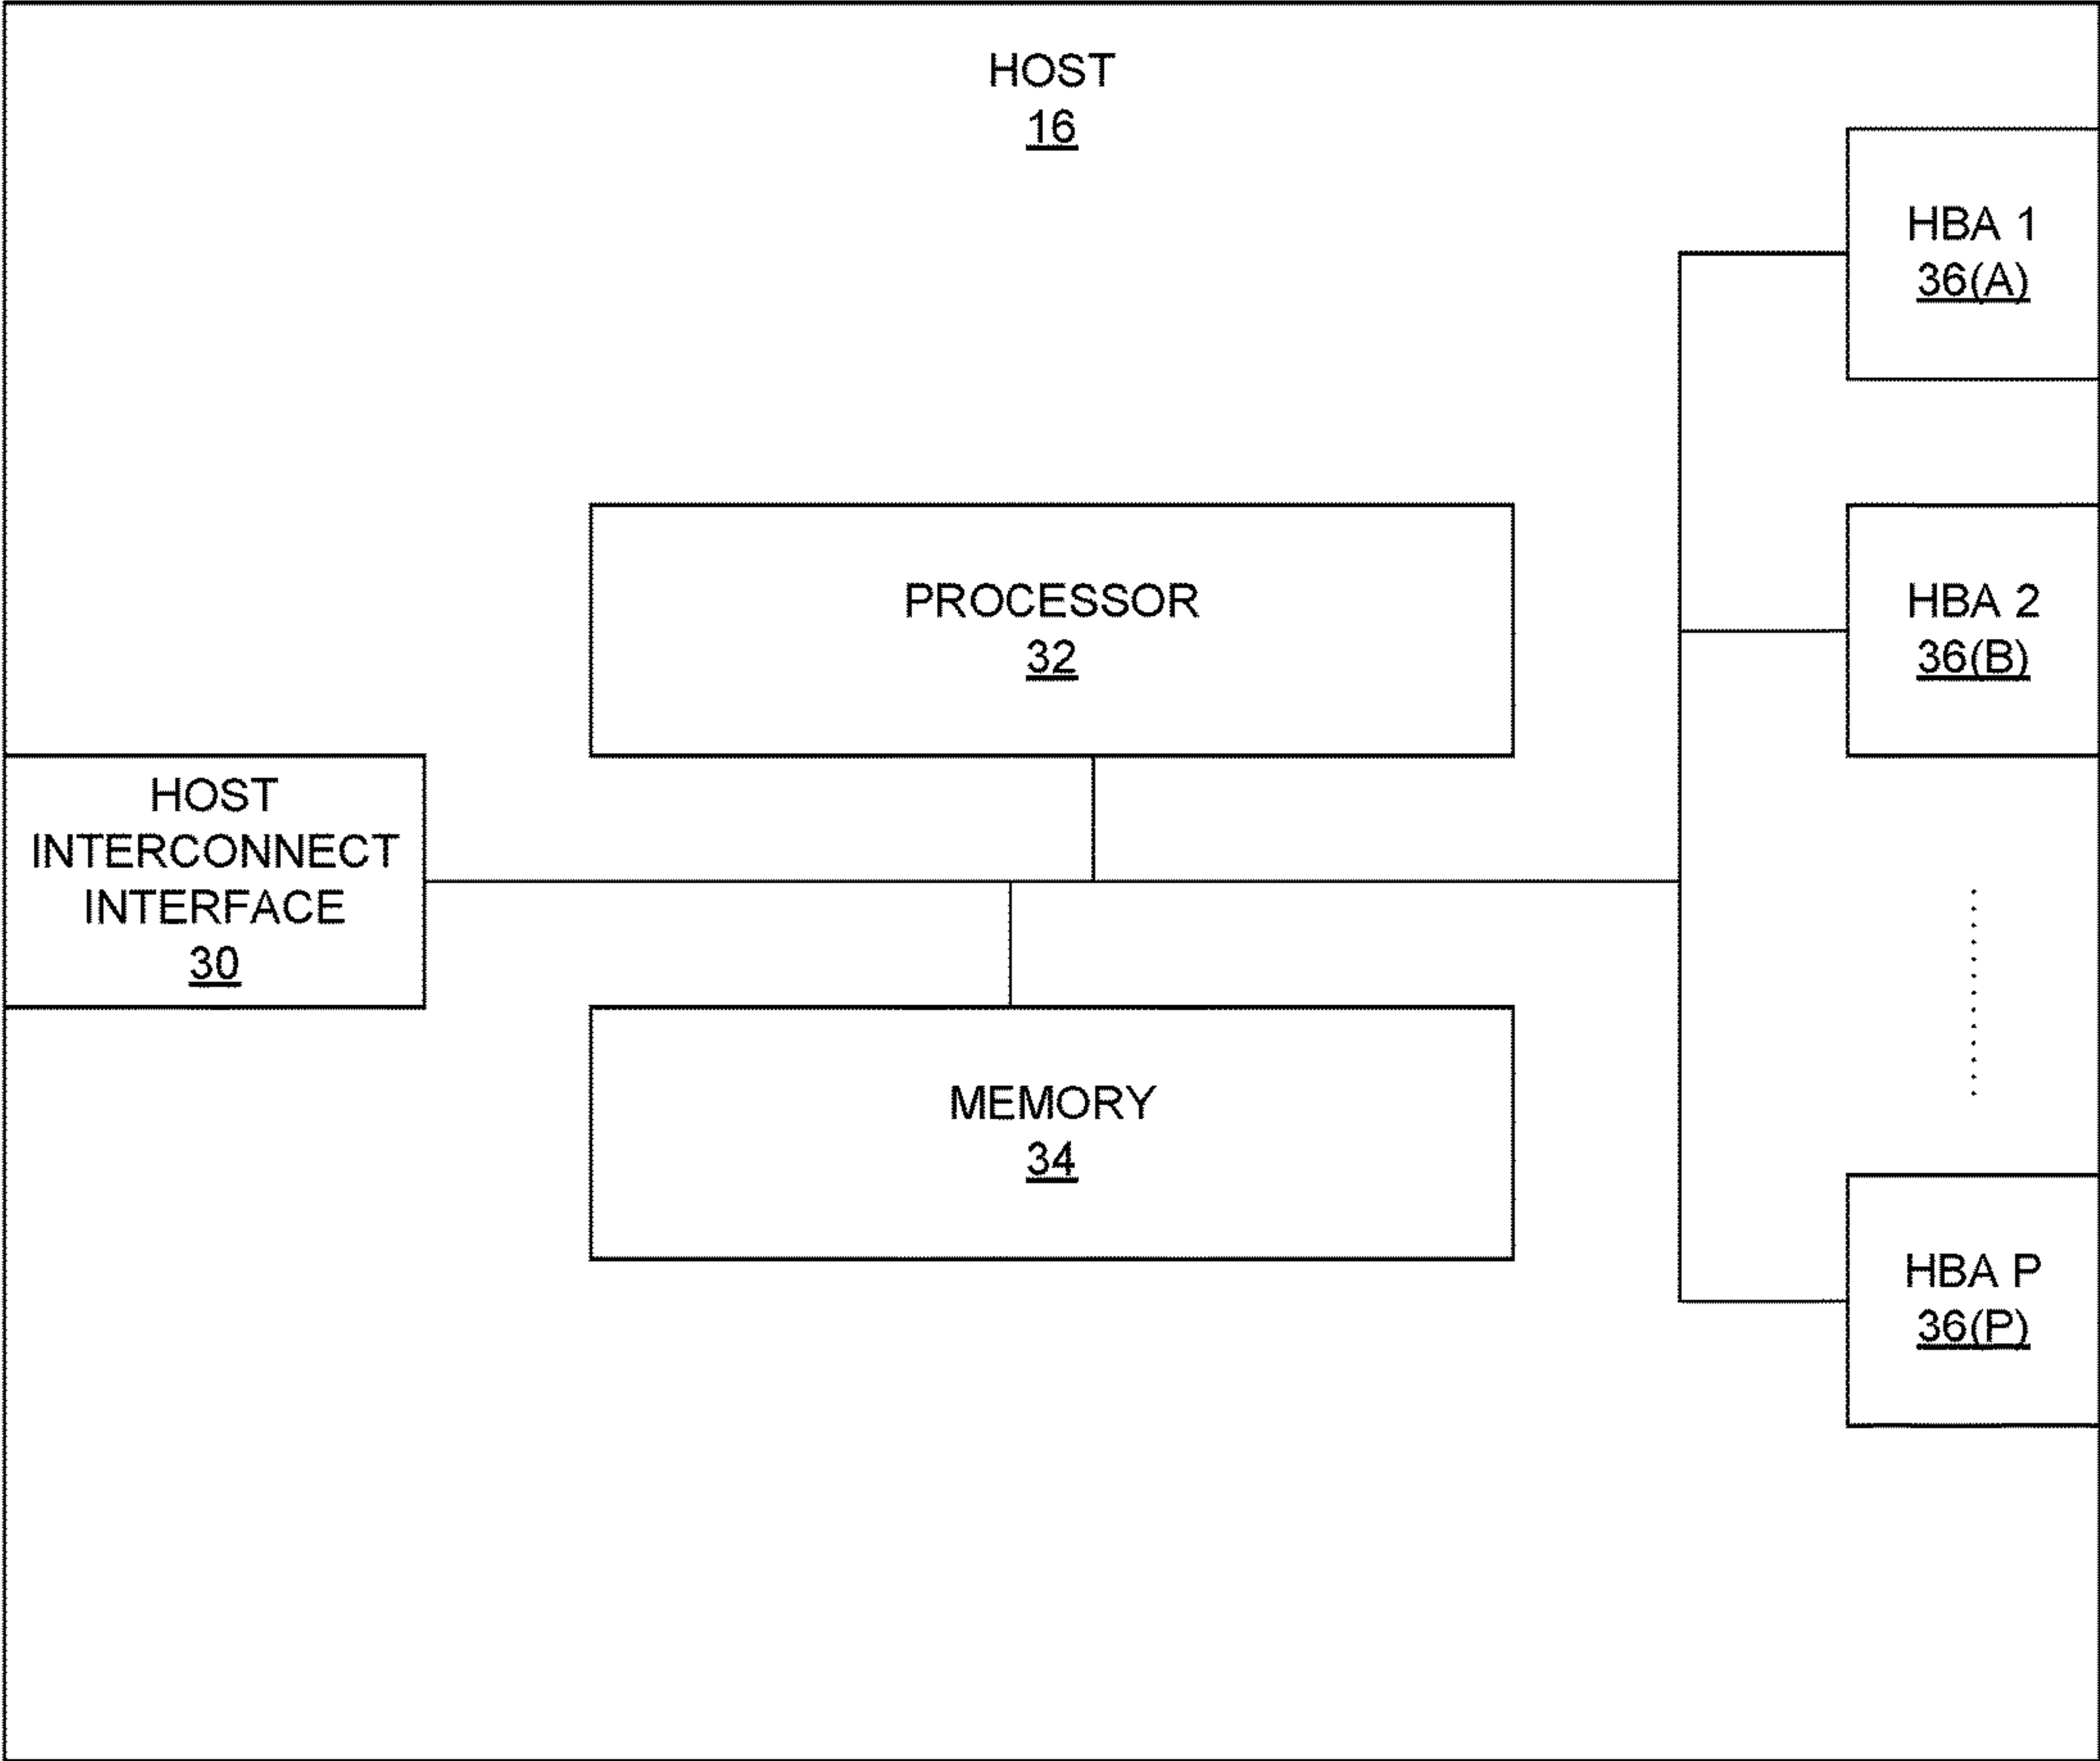 HOST
16
HBA 1
36(A)
PROCESSOR
32
HBA 2
36(B)
HOST
INTERCONNECT
INTERFACE
30
MEMORY
34
HBA P
36(P)